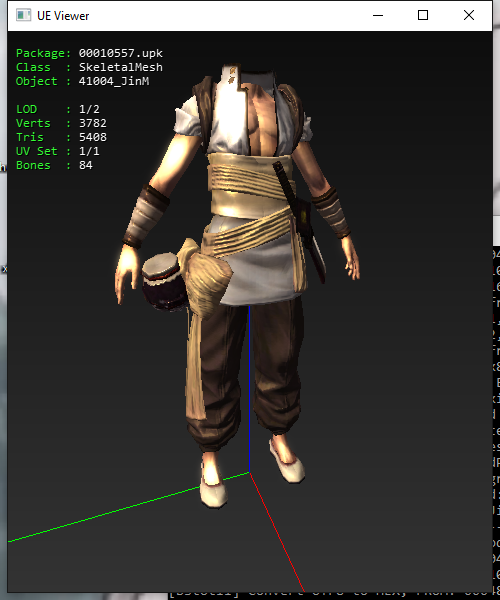 UE Viewer
Package: 00010557.upk
Class : SkeletalMesh
Object : 41004_JinM
LOD : 1/2
Verts : 3782
Tris : 5408
UV Set : 1/1
Bones : 84